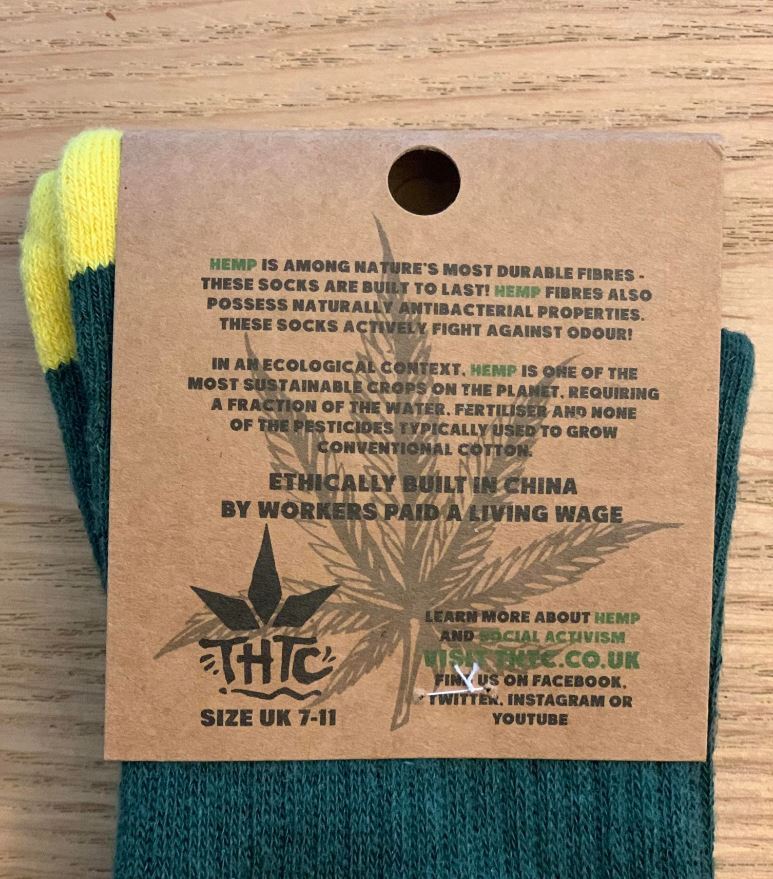 HEMP IS AMONG NATURE'S MOST DURABLE FIBRES -
THESE SOCKS ARE BUILT TO LAST! HEMP FIBRES ALSO
POSSESS NATURALLY ANTIBACTERIAL PROPERTIES.
THESE SOCKS ACTIVELY FIGHT AGAINST ODOUR!
IN AN ECOLOGICAL CONTEXT, HEMP IS ONE OF THE
MOST SUSTAINABLE CROPS ON THE PLANET, REQUIRING
A FRACTION OF THE WATER, FERTILISER AND NONE
OF THE PESTICIDES TYPICALLY USED TO GROW
CONVENTIONAL COTTON.
ETHICALLY BUILT IN CHINA
BY WORKERS PAID A LIVING WAGE
THTC
SIZE UK 7-11
LEARN MORE ABOUT HEMP
AND SOCIAL ACTIVISM
VISIT THTC.CO.UK
FIND US ON FACEBOOK,
TWITTER, INSTAGRAM OR
YOUTUBE